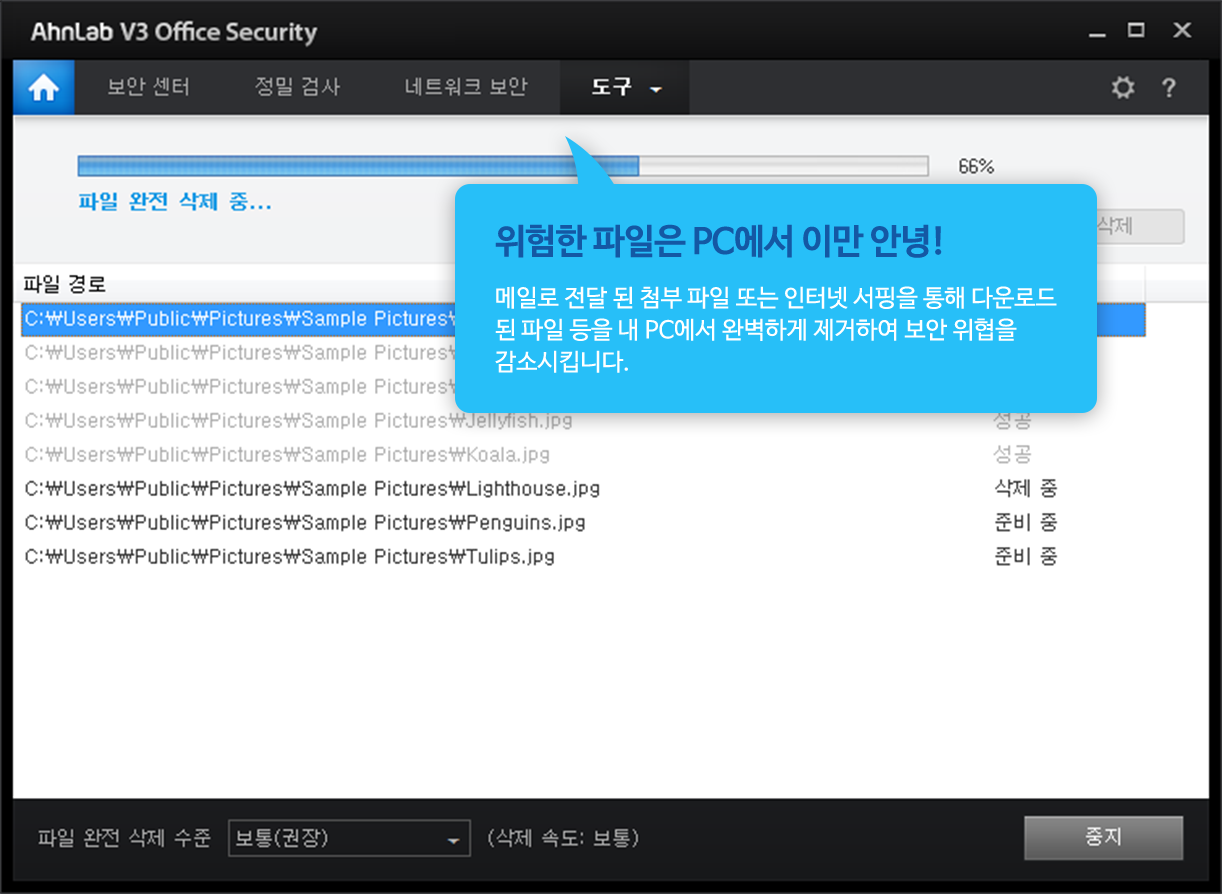 AhnLab V3 Office Security
보안 센터 정밀 검사 네트워크 보안 도구 ?
66%
파일 완전 삭제 중...
삭제
위험한 파일은 PC에서 이만 안녕!
메일로 전달 된 첨부 파일 또는 인터넷 서핑을 통해 다운로드
된 파일 등을 내 PC에서 완벽하게 제거하여 보안 위협을
감소시킵니다.
파일 경로
C:₩Users₩Public₩Pictures₩Sample Pictures₩
C:₩Users₩Public₩Pictures₩Sample Pictures₩
C:₩Users₩Public₩Pictures₩Sample Pictures₩
C:₩Users₩Public₩Pictures₩Sample Pictures₩Jellyfish.jpg 성공
C:₩Users₩Public₩Pictures₩Sample Pictures₩Koala.jpg 성공
C:₩Users₩Public₩Pictures₩Sample Pictures₩Lighthouse.jpg 삭제 중
C:₩Users₩Public₩Pictures₩Sample Pictures₩Penguins.jpg 준비 중
C:₩Users₩Public₩Pictures₩Sample Pictures₩Tulips.jpg 준비 중
파일 완전 삭제 수준 보통(권장) (삭제 속도: 보통) 중지